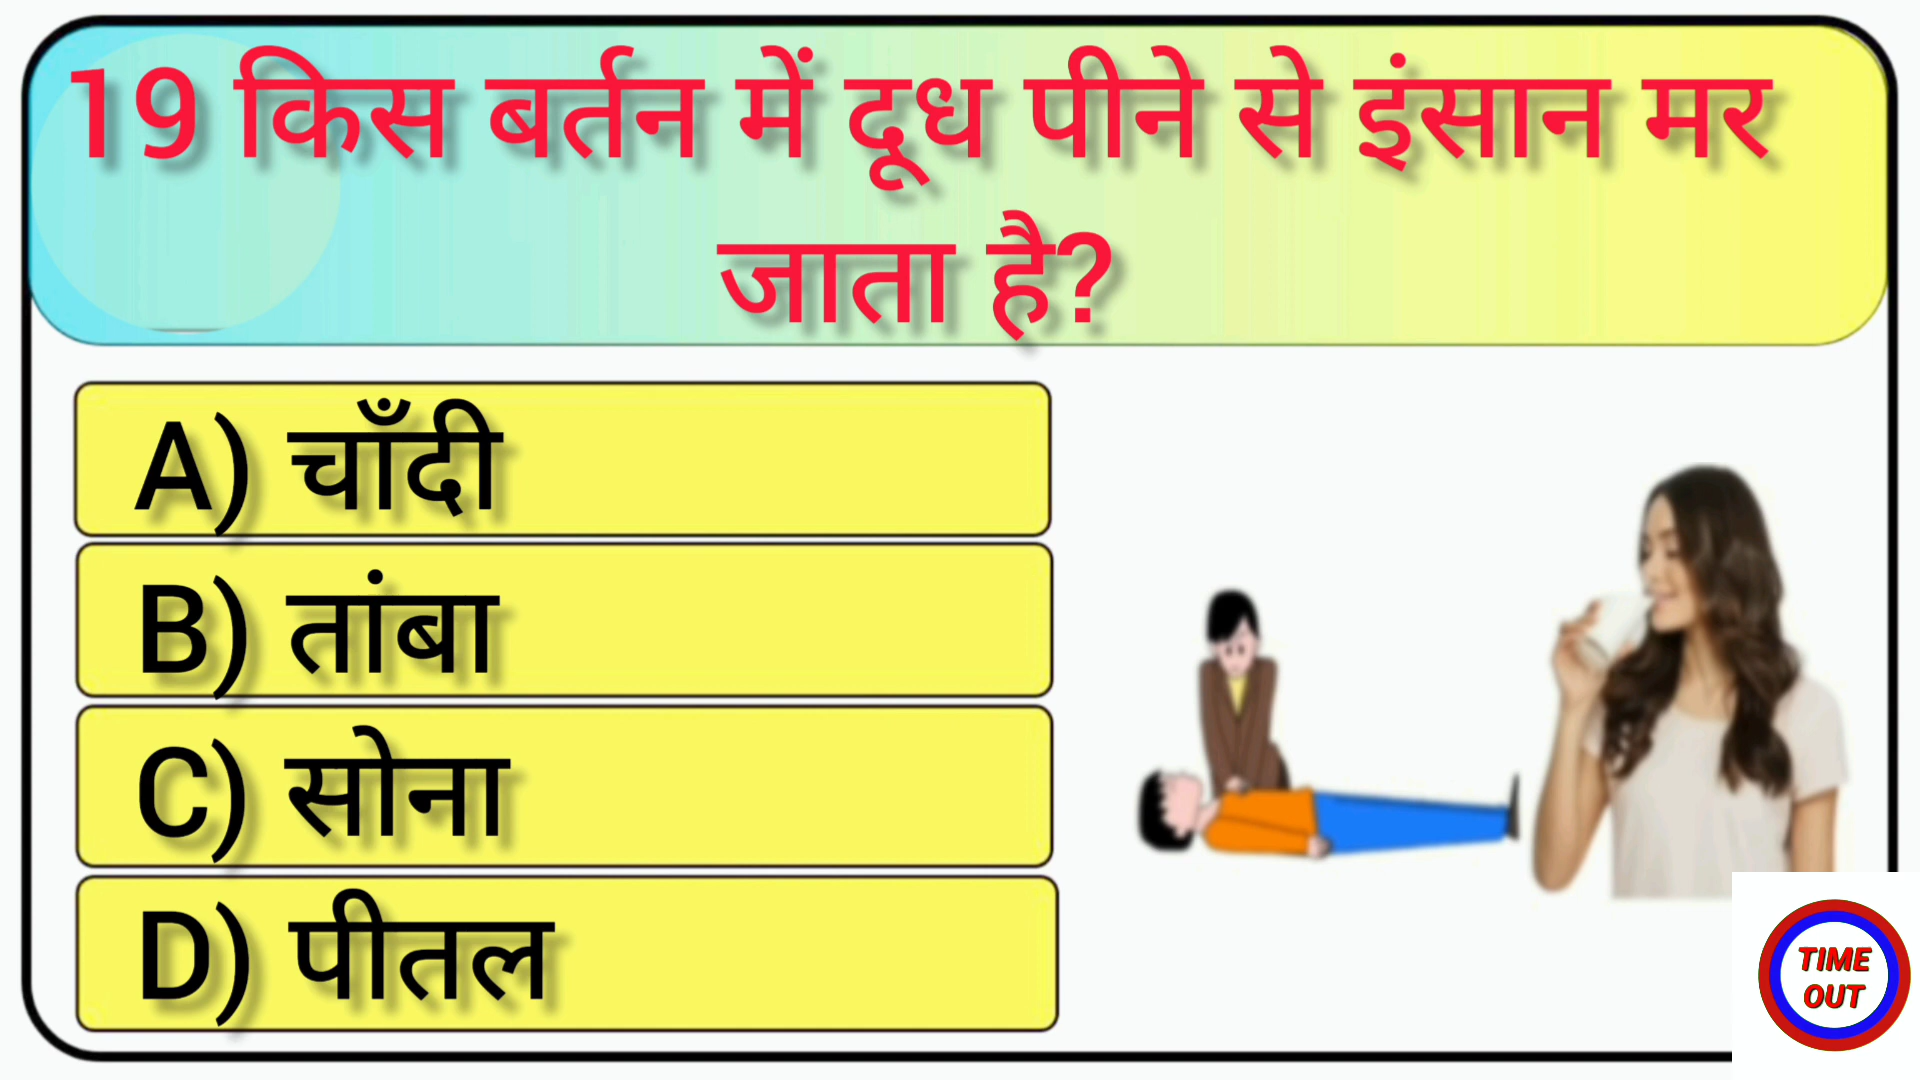 19 किस बर्तन में दूध पीने से इंसान मर
जाता है?
A) चाँदी
B) तांबा
C) सोना
D) पीतल
TIME
OUT